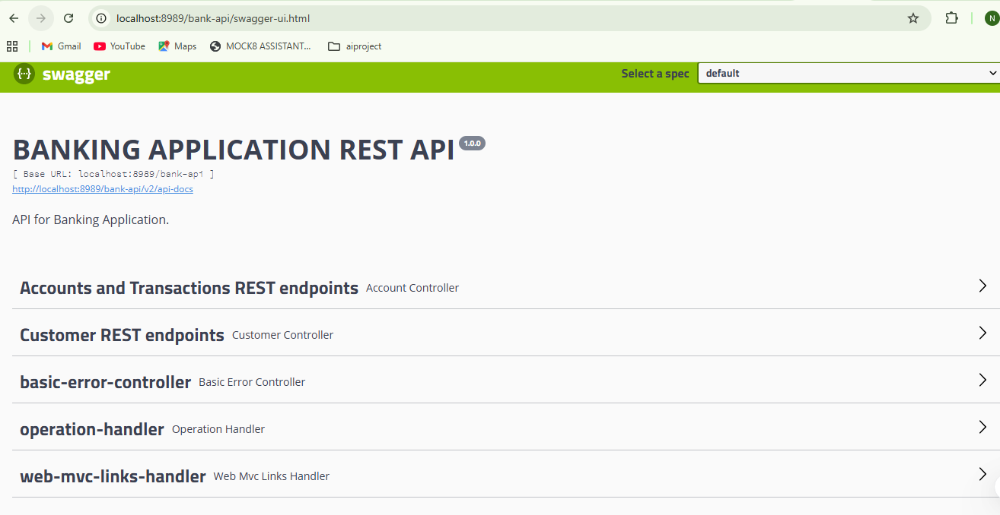 localhost:8989/bank-api/swagger-ui.html
N
Gmail YouTube Maps MOCK8 ASSISTANT... aiproject
{···} swagger Select a spec default
BANKING APPLICATION REST API 1.0.0
[ Base URL: localhost:8989/bank-api ]
http://localhost:8989/bank-api/v2/api-docs
API for Banking Application.
Accounts and Transactions REST endpoints Account Controller
Customer REST endpoints Customer Controller
basic-error-controller Basic Error Controller
operation-handler Operation Handler
web-mvc-links-handler Web Mvc Links Handler